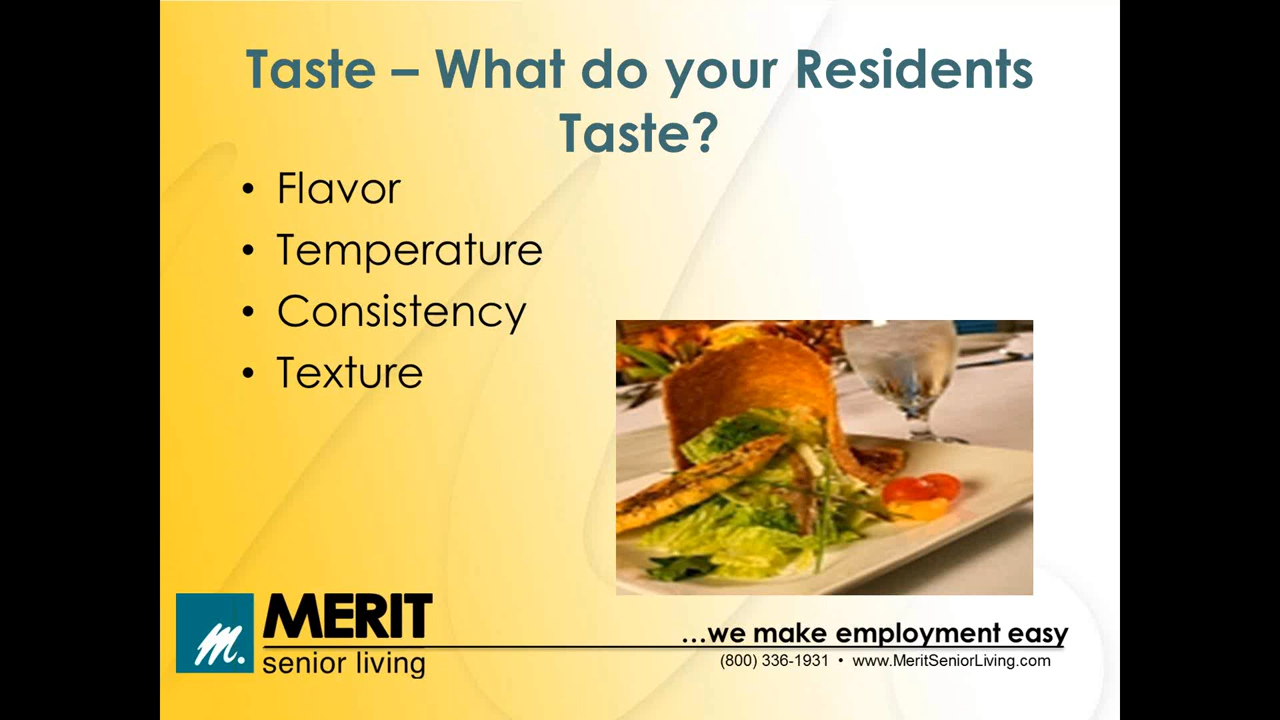 Taste – What do your Residents
Taste?
• Flavor
• Temperature
• Consistency
• Texture
m.
MERIT
senior living
...we make employment easy
(800) 336-1931 • www.MeritSeniorLiving.com